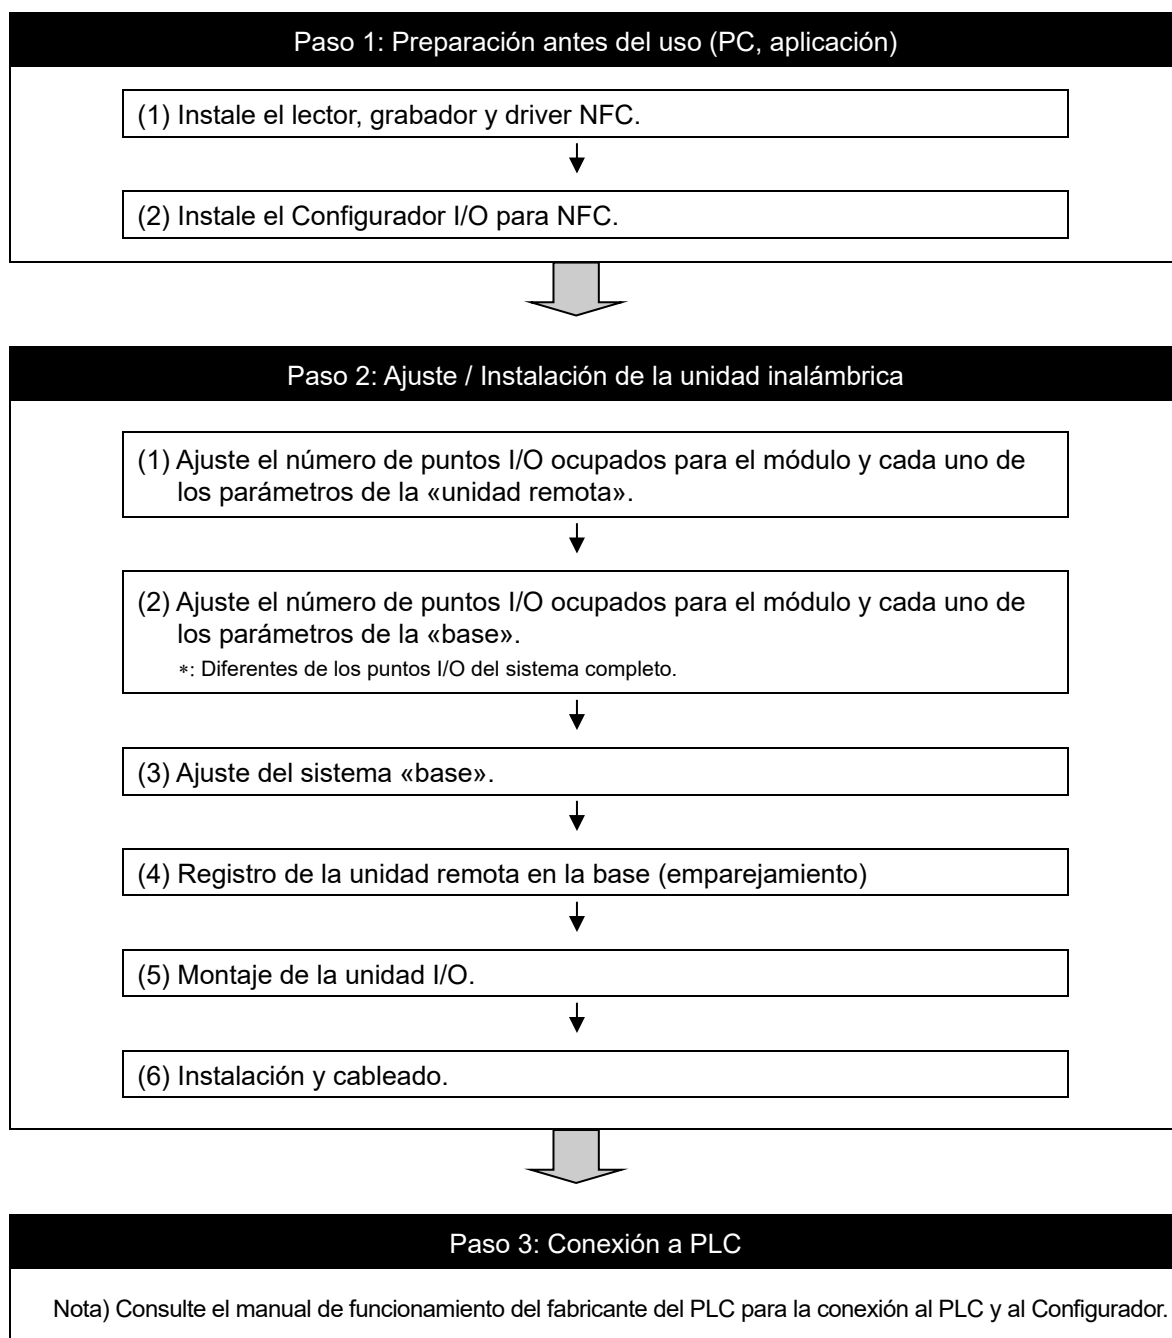 Paso 1: Preparación antes del uso (PC, aplicación)
(1) Instale el lector, grabador y driver NFC.
(2) Instale el Configurador I/O para NFC.
Paso 2: Ajuste / Instalación de la unidad inalámbrica
(1) Ajuste el número de puntos I/O ocupados para el módulo y cada uno de
los parámetros de la «unidad remota».
(2) Ajuste el número de puntos I/O ocupados para el módulo y cada uno de
los parámetros de la «base».
*: Diferentes de los puntos I/O del sistema completo.
(3) Ajuste del sistema «base».
(4) Registro de la unidad remota en la base (emparejamiento)
(5) Montaje de la unidad I/O.
(6) Instalación y cableado.
Paso 3: Conexión a PLC
Nota) Consulte el manual de funcionamiento del fabricante del PLC para la conexión al PLC y al Configurador.